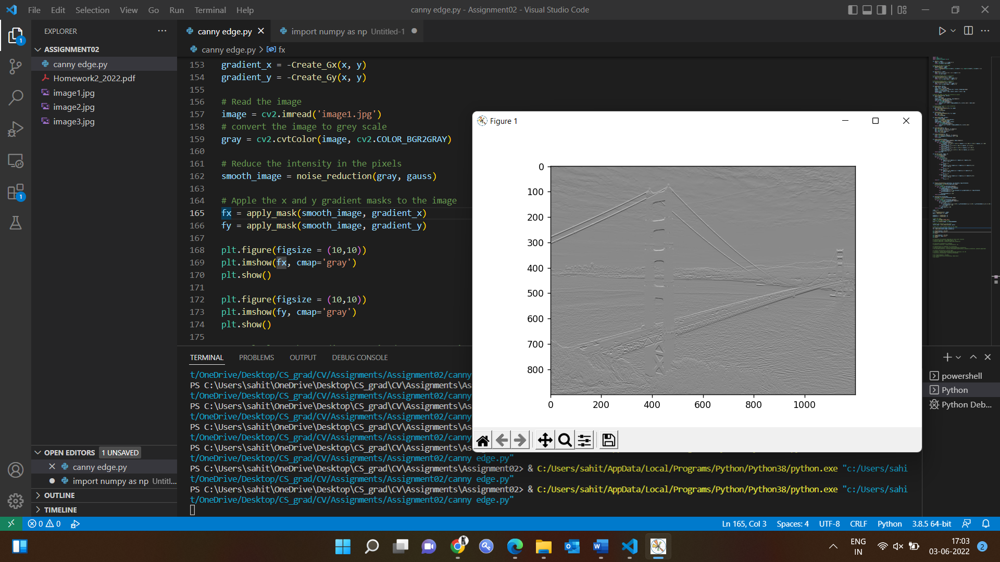 File Edit Selection View Go Run Terminal Help
canny edge.py - Assignment02 - Visual Studio Code
EXPLORER
1
ASSIGNMENT02
canny edge.py
Homework2_2022.pdf
image1.jpg
image2.jpg
image3.jpg
1
OPEN EDITORS 1 UNSAVED
canny edge.py
import numpy as np Untitl...
OUTLINE
TIMELINE
canny edge.py
import numpy as np Untitled-1
canny edge.py > fx
153 gradient_x = -Create_Gx(x, y)
154 gradient_y = -Create_Gy(x, y)
155
156 # Read the image
157 image = cv2.imread('image1.jpg')
158 # convert the image to grey scale
159 gray = cv2.cvtColor(image, cv2.COLOR_BGR2GRAY)
160
161 # Reduce the intensity in the pixels
162 smooth_image = noise_reduction(gray, gauss)
163
164 # Apple the x and y gradient masks to the image
165 fx = apply_mask(smooth_image, gradient_x)
166 fy = apply_mask(smooth_image, gradient_y)
167
168 plt.figure(figsize = (10,10))
169 plt.imshow(fx, cmap='gray')
170 plt.show()
171
172 plt.figure(figsize = (10,10))
173 plt.imshow(fy, cmap='gray')
174 plt.show()
175
Figure 1
0
100
200
300
400
500
600
700
800
0 200 400 600 800 1000
TERMINAL PROBLEMS OUTPUT DEBUG CONSOLE
t/OneDrive/Desktop/CS_grad/CV/Assignments/Assignment02/canny
PS C:\Users\sahit\OneDrive\Desktop\CS_grad\CV\Assignments\As
t/OneDrive/Desktop/CS_grad/CV/Assignments/Assignment02/canny
PS C:\Users\sahit\OneDrive\Desktop\CS_grad\CV\Assignments\As
t/OneDrive/Desktop/CS_grad/CV/Assignments/Assignment02/canny
PS C:\Users\sahit\OneDrive\Desktop\CS_grad\CV\Assignments\As
t/OneDrive/Desktop/CS_grad/CV/Assignments/Assignment02/canny
PS C:\Users\sahit\OneDrive\Desktop\CS_grad\CV\Assignments\As
t/OneDrive/Desktop/CS_grad/CV/Assignments/Assignment02/canny edge.py"
PS C:\Users\sahit\OneDrive\Desktop\CS_grad\CV\Assignments\Assignment02> & C:/Users/sahit/AppData/Local/Programs/Python/Python38/python.exe "c:/Users/sahi
t/OneDrive/Desktop/CS_grad/CV/Assignments/Assignment02/canny edge.py"
PS C:\Users\sahit\OneDrive\Desktop\CS_grad\CV\Assignments\Assignment02> & C:/Users/sahit/AppData/Local/Programs/Python/Python38/python.exe "c:/Users/sahi
t/OneDrive/Desktop/CS_grad/CV/Assignments/Assignment02/canny edge.py"
powershell
Python
Python Deb...
0 0
Ln 165, Col 3 Spaces: 4 UTF-8 CRLF Python 3.8.5 64-bit
ENG
IN
17:03
03-06-2022
2